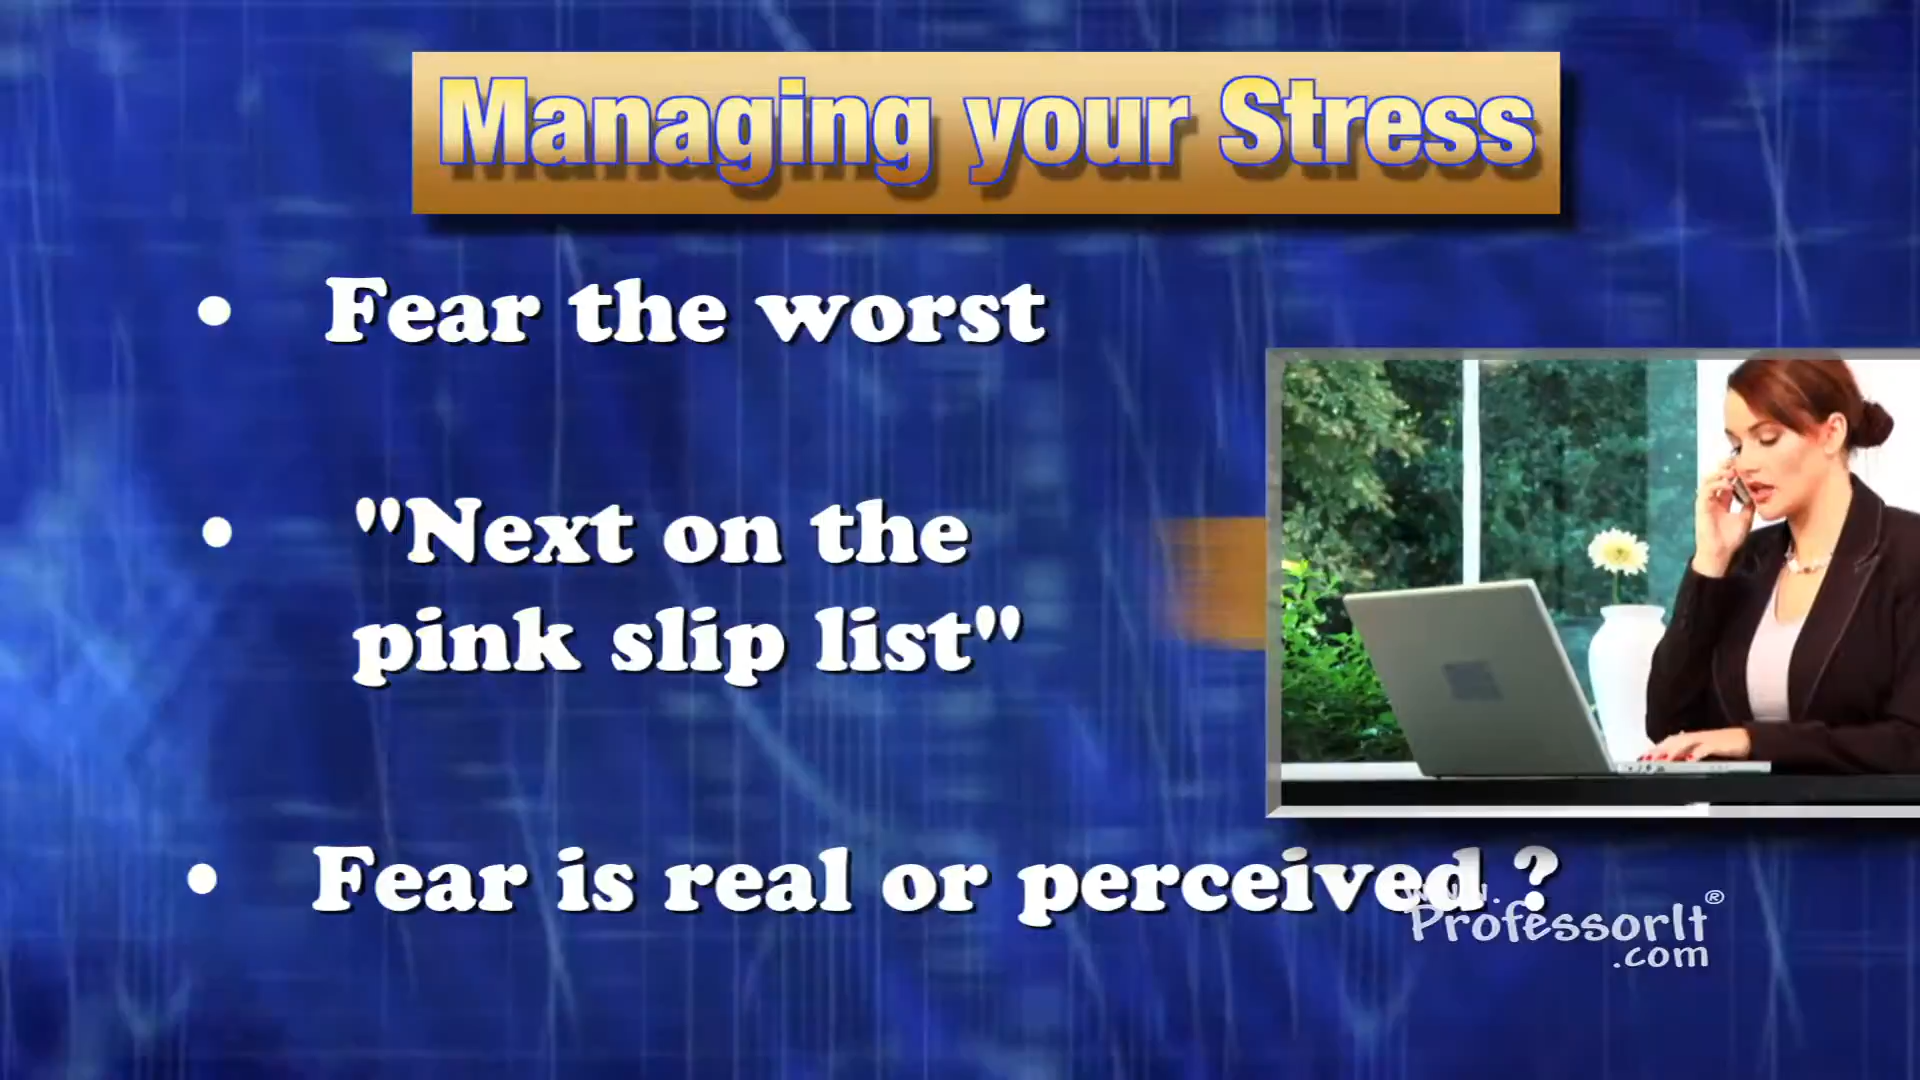 Managing your Stress
• Fear the worst
• "Next on the
pink slip list"
• Fear is real or perceived ?
www.
ProfessorIt®
.com